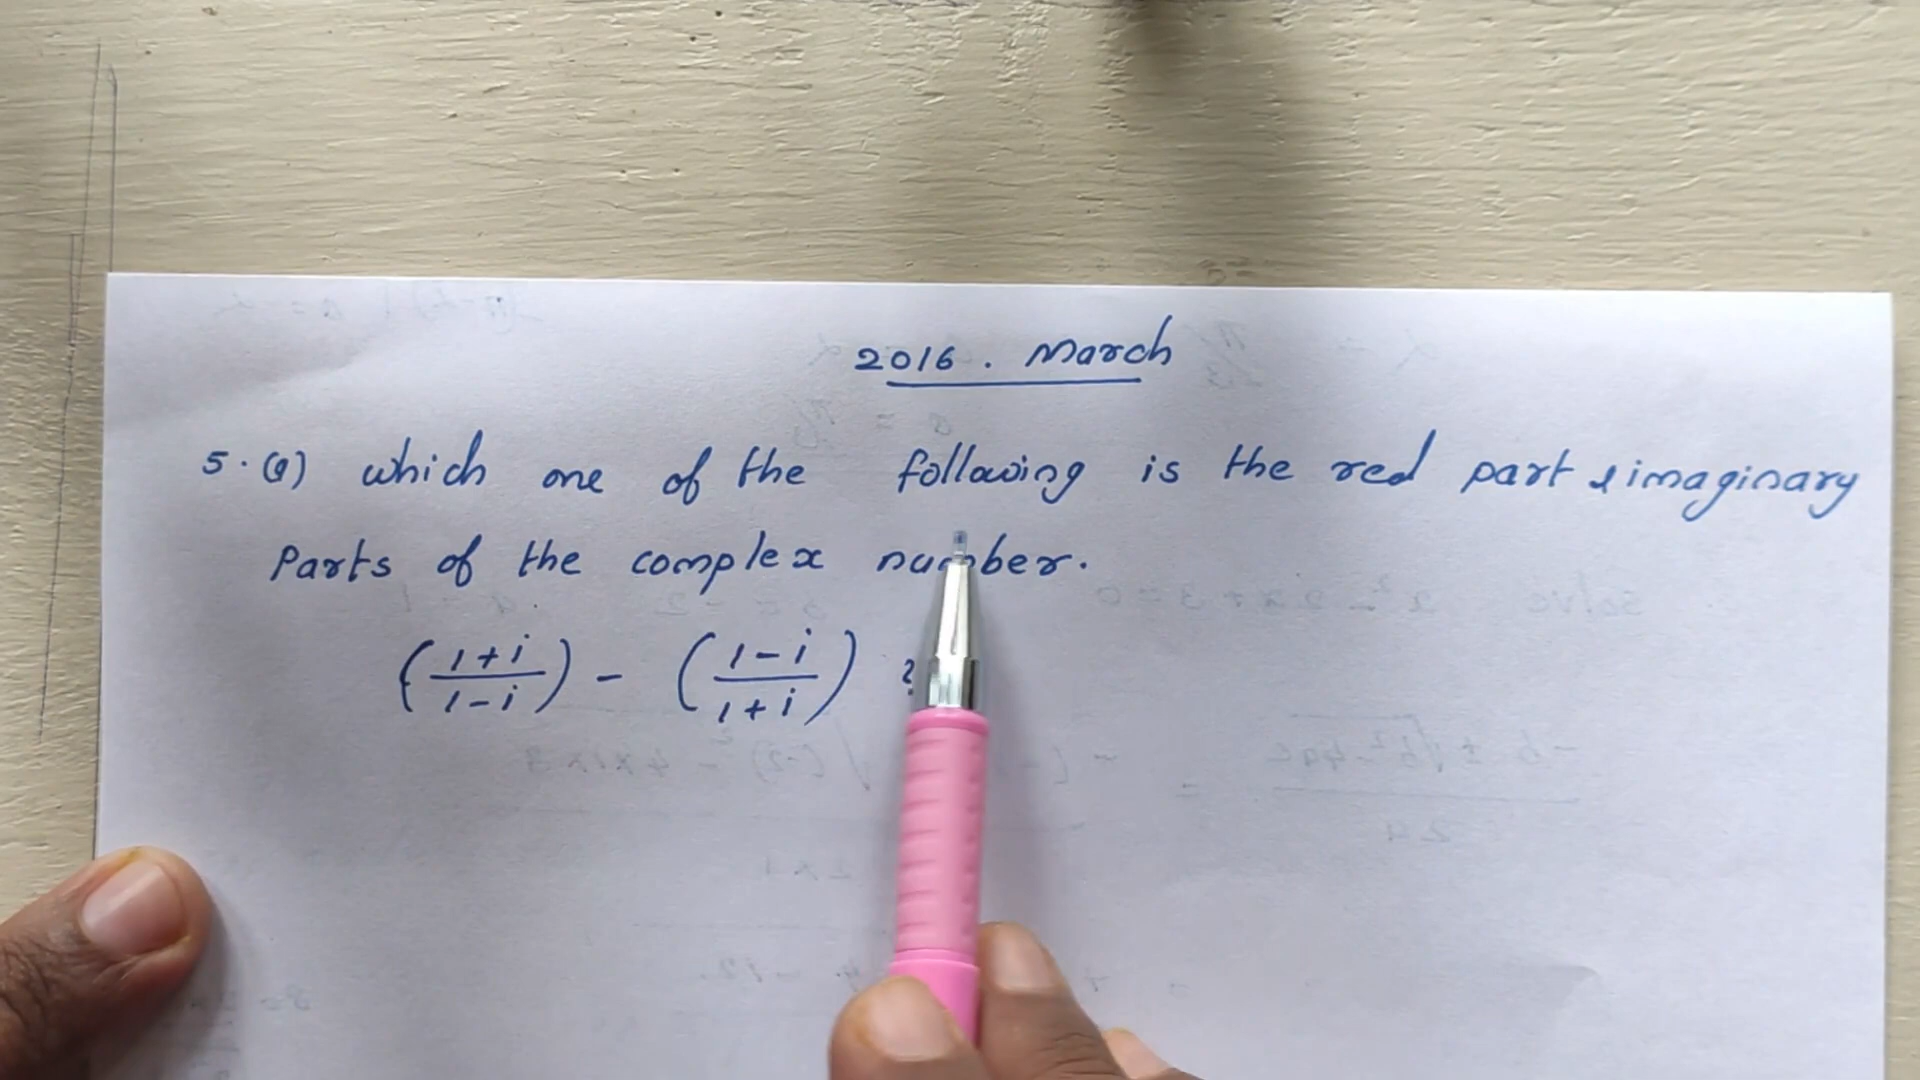 2016. March
5. (a) which one of the following is the real part & imaginary
Parts of the complex number.
(1+i/1-i) - (1-i/1+i) ?